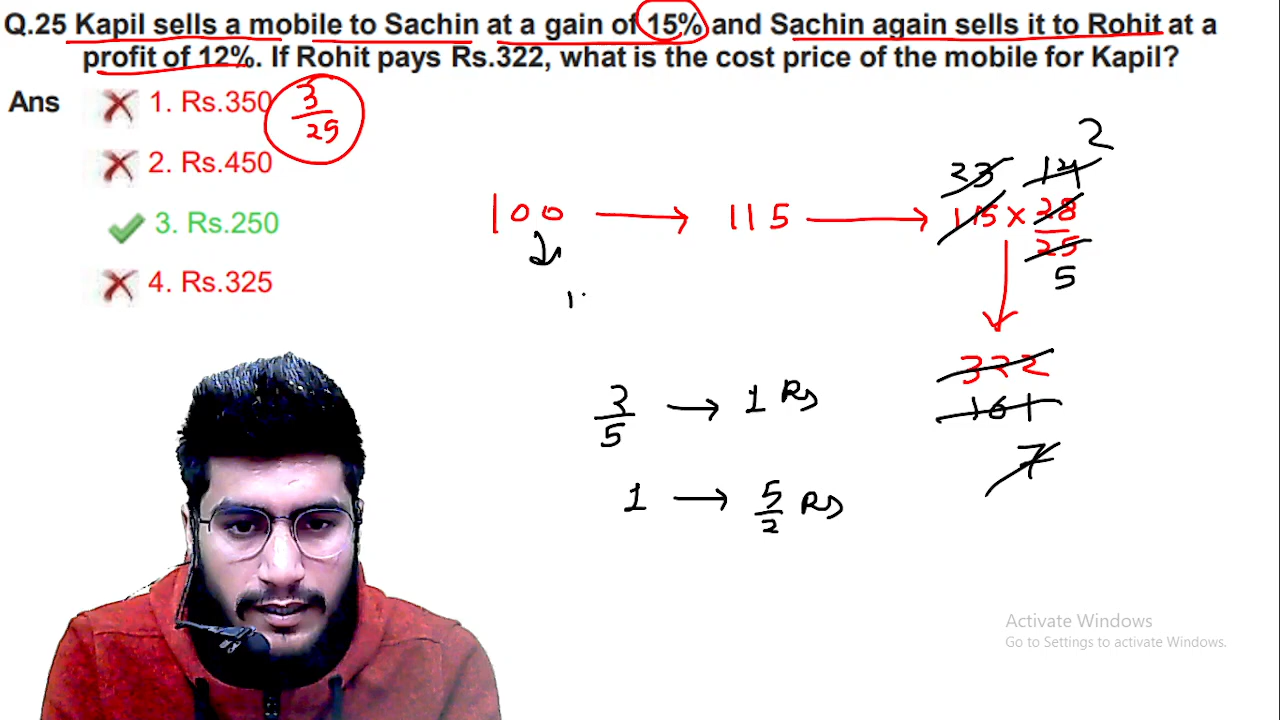 Q.25 Kapil sells a mobile to Sachin at a gain of 15% and Sachin again sells it to Rohit at a
profit of 12%. If Rohit pays Rs.322, what is the cost price of the mobile for Kapil?
Ans
1. Rs.350
3
25
2. Rs.450
3. Rs.250
4. Rs.325
2
23 14
100 → 115 → 115 × 28
25
5
322
161
7
2
5
→ 1 Rs
1 → 5
2
Rs
Activate Windows
Go to Settings to activate Windows.